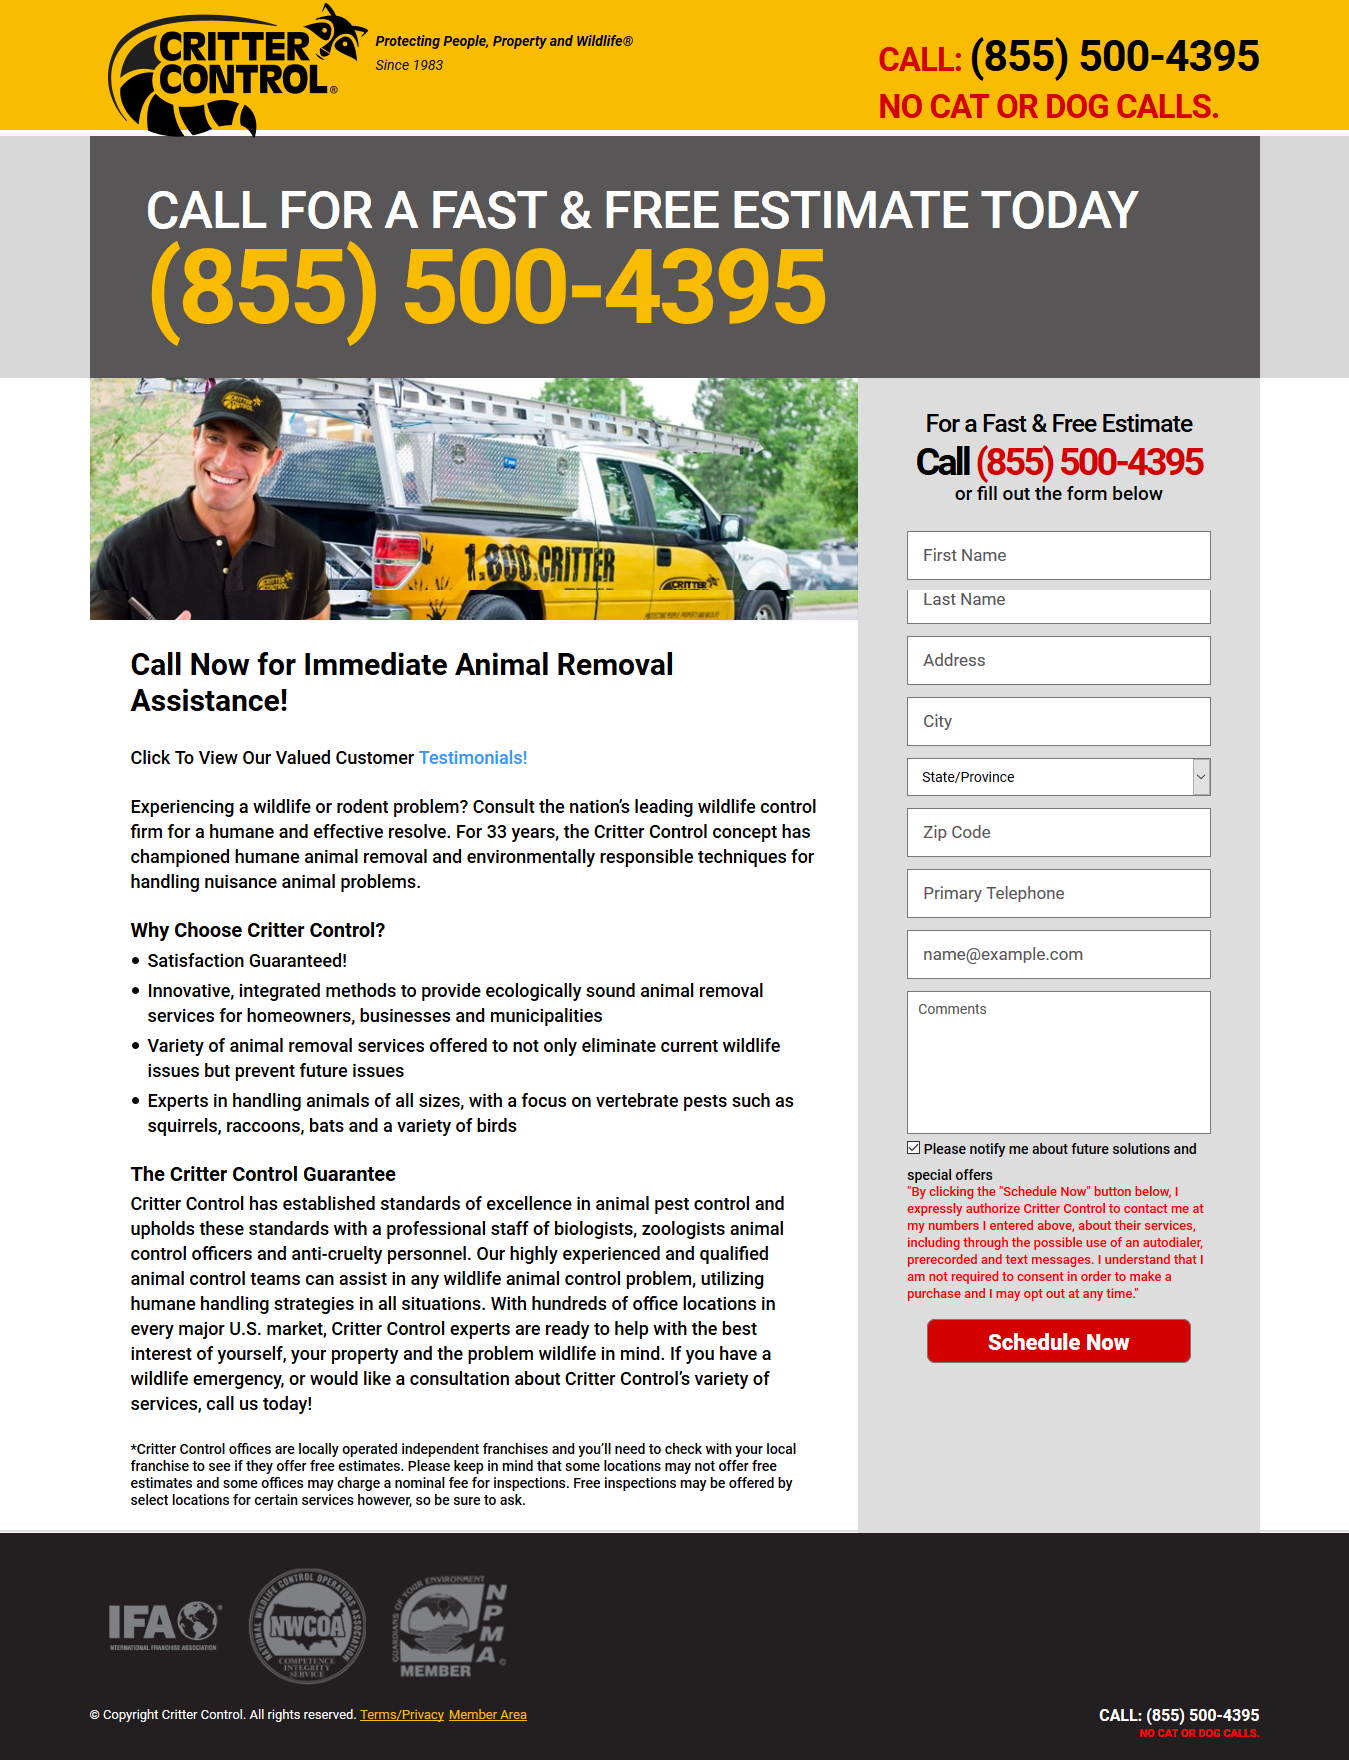 CRITTER
CONTROL®
Protecting People, Property and Wildlife®
Since 1983
CALL: (855) 500-4395
NO CAT OR DOG CALLS.
CALL FOR A FAST & FREE ESTIMATE TODAY
(855) 500-4395
CRITTER
CONTROL
CRITTER
CONTROL
1.800.CRITTER
CRITTER
For a Fast & Free Estimate
Call (855) 500-4395
or fill out the form below
First Name
Last Name
Address
City
State/Province
Zip Code
Primary Telephone
name@example.com
Comments
Please notify me about future solutions and
special offers
"By clicking the "Schedule Now" button below, I
expressly authorize Critter Control to contact me at
my numbers I entered above, about their services,
including through the possible use of an autodialer,
prerecorded and text messages. I understand that I
am not required to consent in order to make a
purchase and I may opt out at any time."
Schedule Now
Call Now for Immediate Animal Removal
Assistance!
Click To View Our Valued Customer Testimonials!
Experiencing a wildlife or rodent problem? Consult the nation’s leading wildlife control
firm for a humane and effective resolve. For 33 years, the Critter Control concept has
championed humane animal removal and environmentally responsible techniques for
handling nuisance animal problems.
Why Choose Critter Control?
• Satisfaction Guaranteed!
• Innovative, integrated methods to provide ecologically sound animal removal
services for homeowners, businesses and municipalities
• Variety of animal removal services offered to not only eliminate current wildlife
issues but prevent future issues
• Experts in handling animals of all sizes, with a focus on vertebrate pests such as
squirrels, raccoons, bats and a variety of birds
The Critter Control Guarantee
Critter Control has established standards of excellence in animal pest control and
upholds these standards with a professional staff of biologists, zoologists animal
control officers and anti-cruelty personnel. Our highly experienced and qualified
animal control teams can assist in any wildlife animal control problem, utilizing
humane handling strategies in all situations. With hundreds of office locations in
every major U.S. market, Critter Control experts are ready to help with the best
interest of yourself, your property and the problem wildlife in mind. If you have a
wildlife emergency, or would like a consultation about Critter Control’s variety of
services, call us today!
*Critter Control offices are locally operated independent franchises and you’ll need to check with your local
franchise to see if they offer free estimates. Please keep in mind that some locations may not offer free
estimates and some offices may charge a nominal fee for inspections. Free inspections may be offered by
select locations for certain services however, so be sure to ask.
IFA
INTERNATIONAL FRANCHISE ASSOCIATION
NATIONAL WILDLIFE CONTROL OPERATORS ASSOCIATION
NWCOA
COMPETENCE
INTEGRITY
SERVICE
GUARDIANS OF YOUR ENVIRONMENT
NPMA
MEMBER
© Copyright Critter Control. All rights reserved. Terms/Privacy Member Area
CALL: (855) 500-4395
NO CAT OR DOG CALLS.